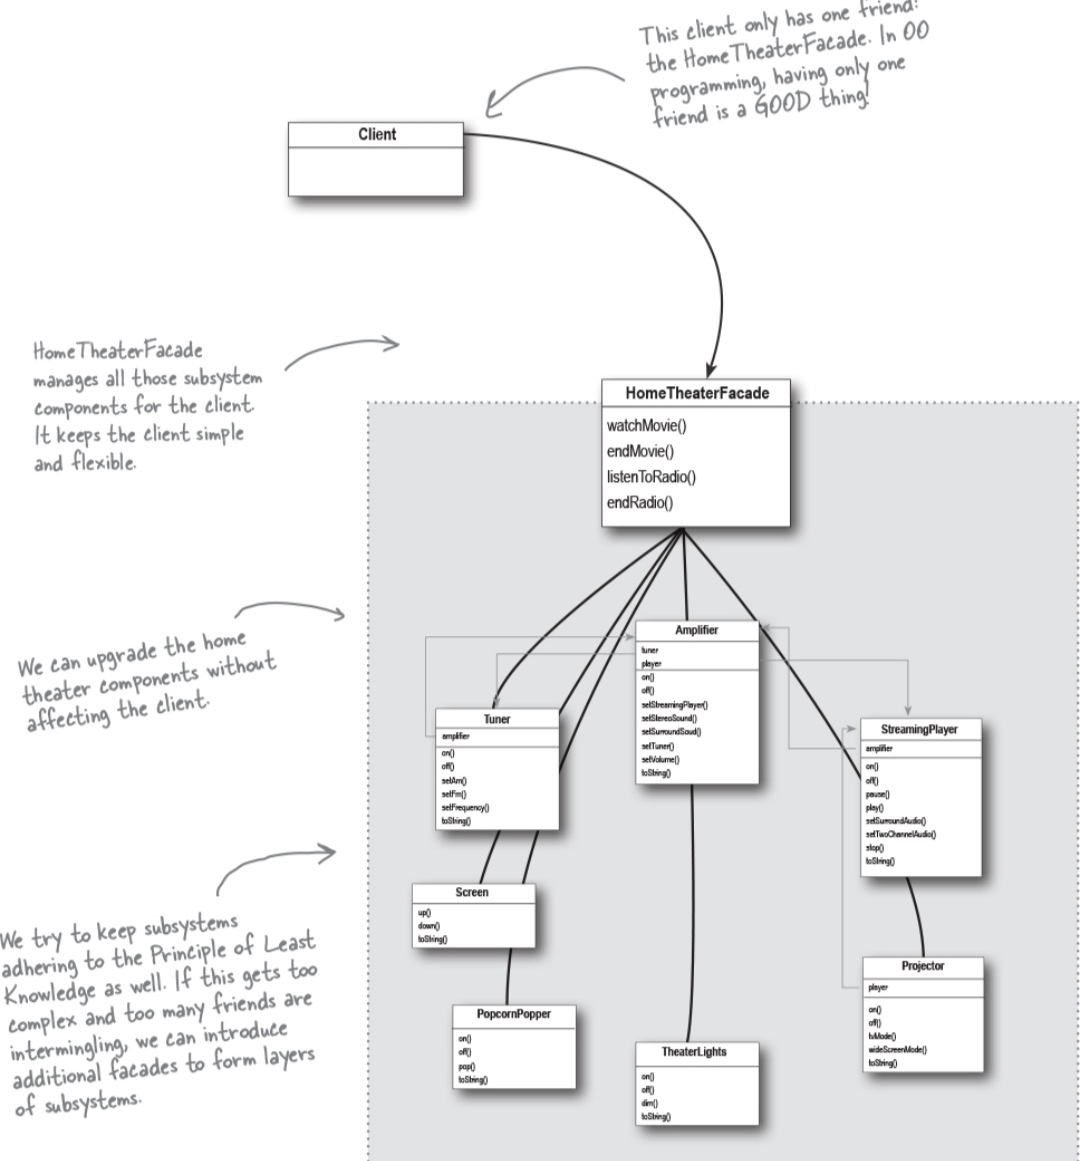 This client only has one friend:
the HomeTheaterFacade. In OO
programming, having only one
friend is a GOOD thing!
Client
HomeTheaterFacade
manages all those subsystem
components for the client.
It keeps the client simple
and flexible.
HomeTheaterFacade
watchMovie()
endMovie()
listenToRadio()
endRadio()
We can upgrade the home
theater components without
affecting the client.
Amplifier
tuner
player
on()
off()
setStreamingPlayer()
setStereoSound()
setSurroundSoud()
setTuner()
setVolume()
toString()
Tuner
amplifier
on()
off()
setAm()
setFm()
setFrequency()
toString()
StreamingPlayer
amplifier
on()
off()
pause()
play()
setSurroundAudio()
setTwoChannelAudio()
stop()
toString()
We try to keep subsystems
adhering to the Principle of Least
Knowledge as well. If this gets too
complex and too many friends are
intermingling, we can introduce
additional facades to form layers
of subsystems.
Screen
up()
down()
toString()
Projector
player
on()
off()
tvMode()
wideScreenMode()
toString()
PopcornPopper
on()
off()
pop()
toString()
TheaterLights
on()
off()
dim()
toString()